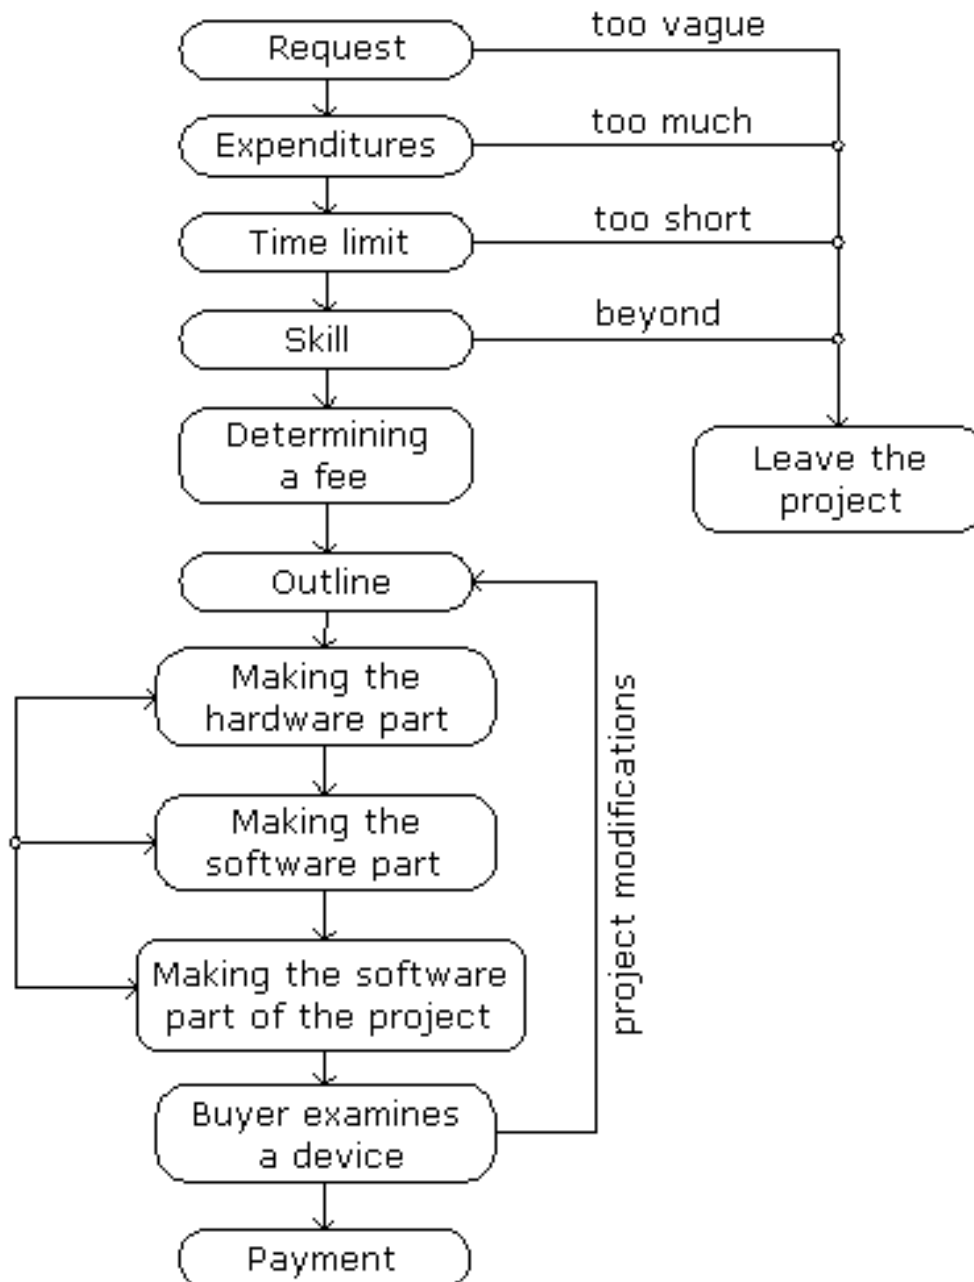 Request
too vague
Expenditures
too much
Time limit
too short
Skill
beyond
Determining
a fee
Leave the
project
Outline
Making the
hardware part
Making the
software part
Making the software
part of the project
project modifications
Buyer examines
a device
Payment